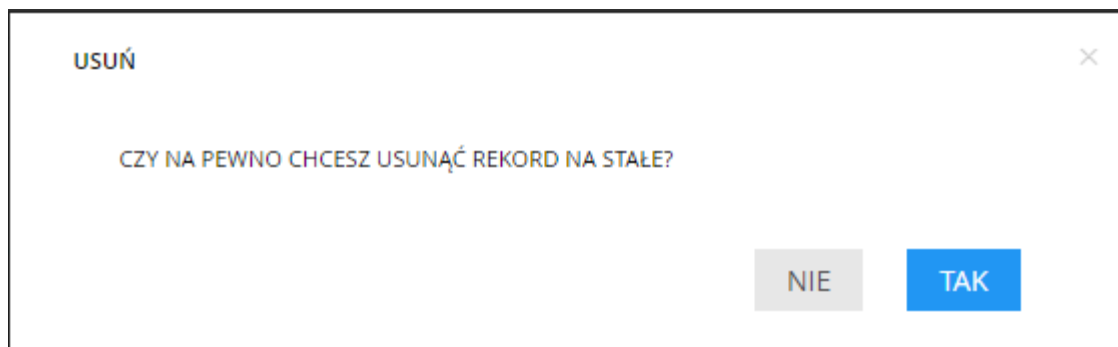 USUŃ
CZY NA PEWNO CHCESZ USUNĄĆ REKORD NA STAŁE?
NIE
TAK